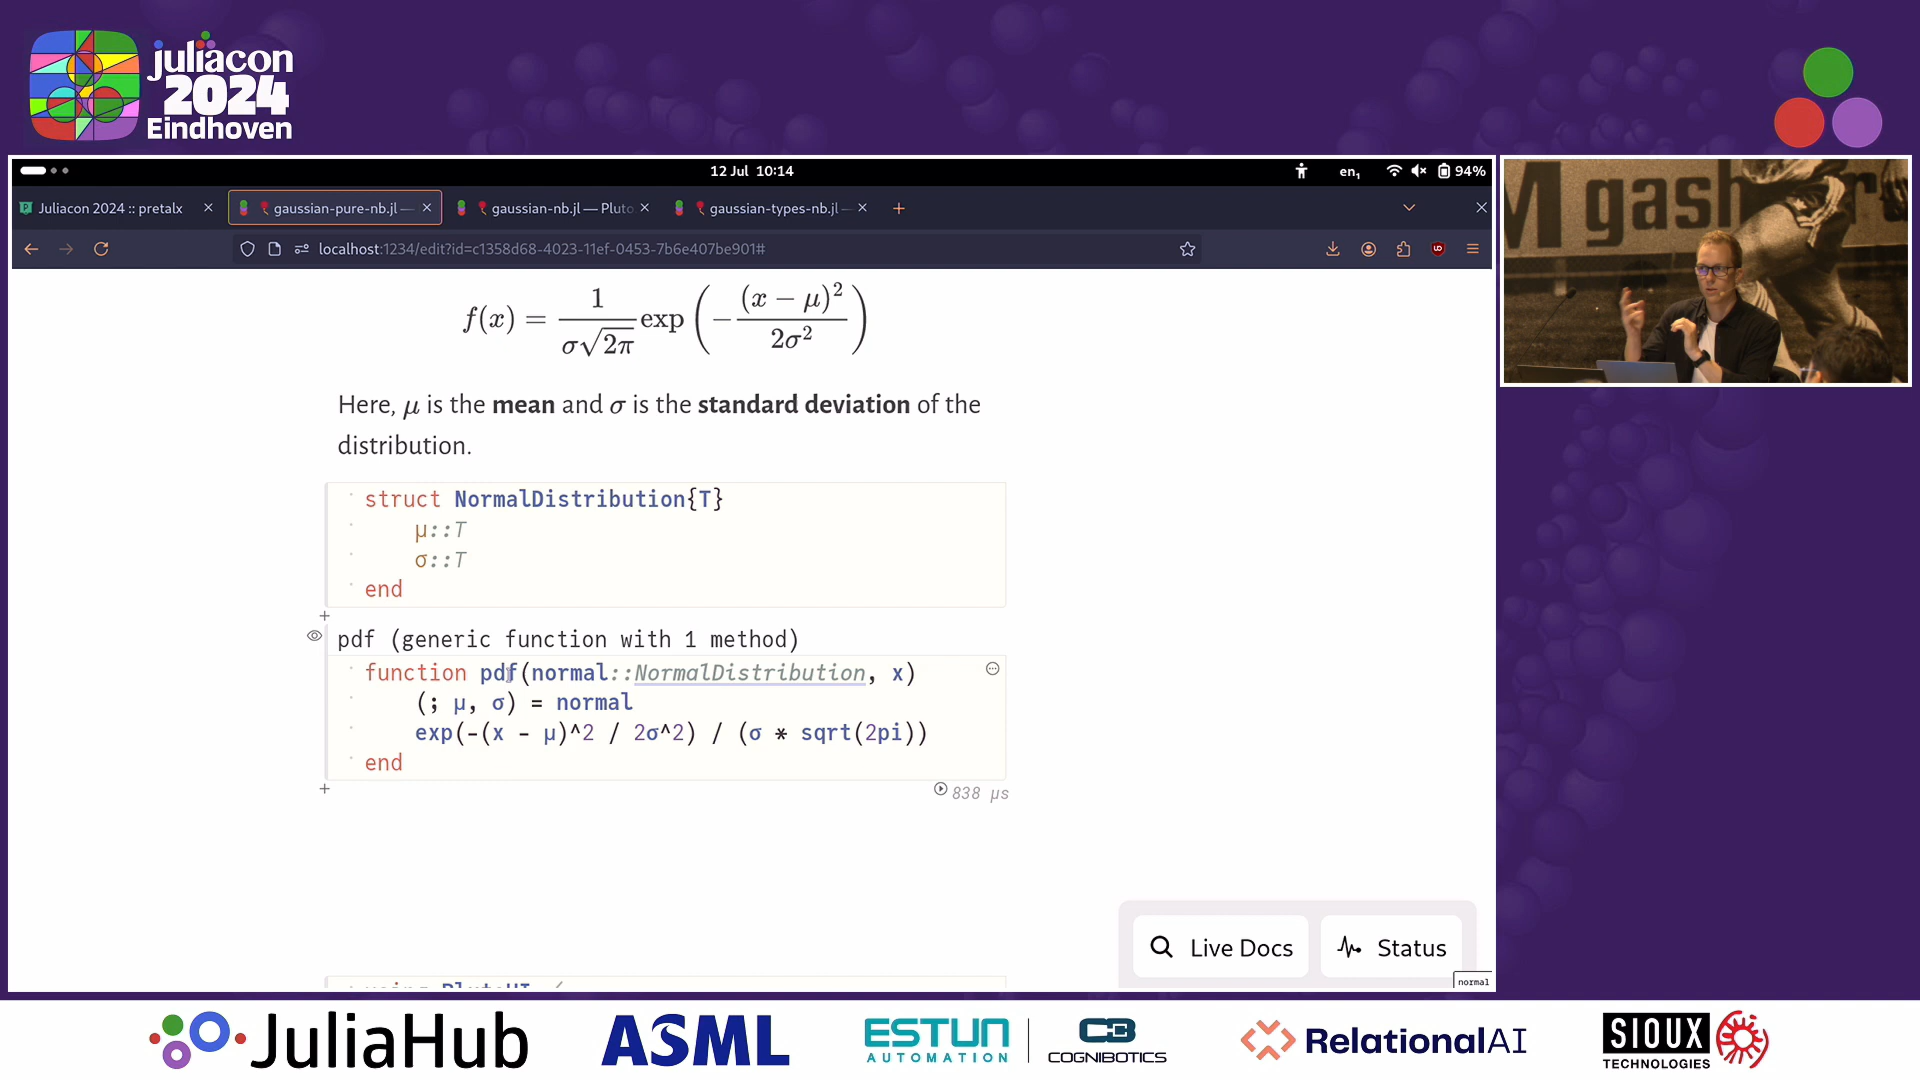 juliacon
2024
Eindhoven
12 Jul 10:14
en₁
94%
Juliacon 2024 :: pretalx
gaussian-pure-nb.jl —
gaussian-nb.jl — Pluto
gaussian-types-nb.jl —
localhost:1234/edit?id=c1358d68-4023-11ef-0453-7b6e407be901#
f(x) = 1/(σ√2π) exp(−(x − μ)²/2σ²)
Here, μ is the mean and σ is the standard deviation of the
distribution.
struct NormalDistribution{T}
μ::T
σ::T
end
pdf (generic function with 1 method)
function pdf(normal::NormalDistribution, x)
(; μ, σ) = normal
exp(-(x - μ)^2 / 2σ^2) / (σ * sqrt(2pi))
end
838 μs
Live Docs
Status
normal
M gash
JuliaHub
ASML
ESTUN
AUTOMATION
COGNIBOTICS
RelationalAI
SIOUX
TECHNOLOGIES